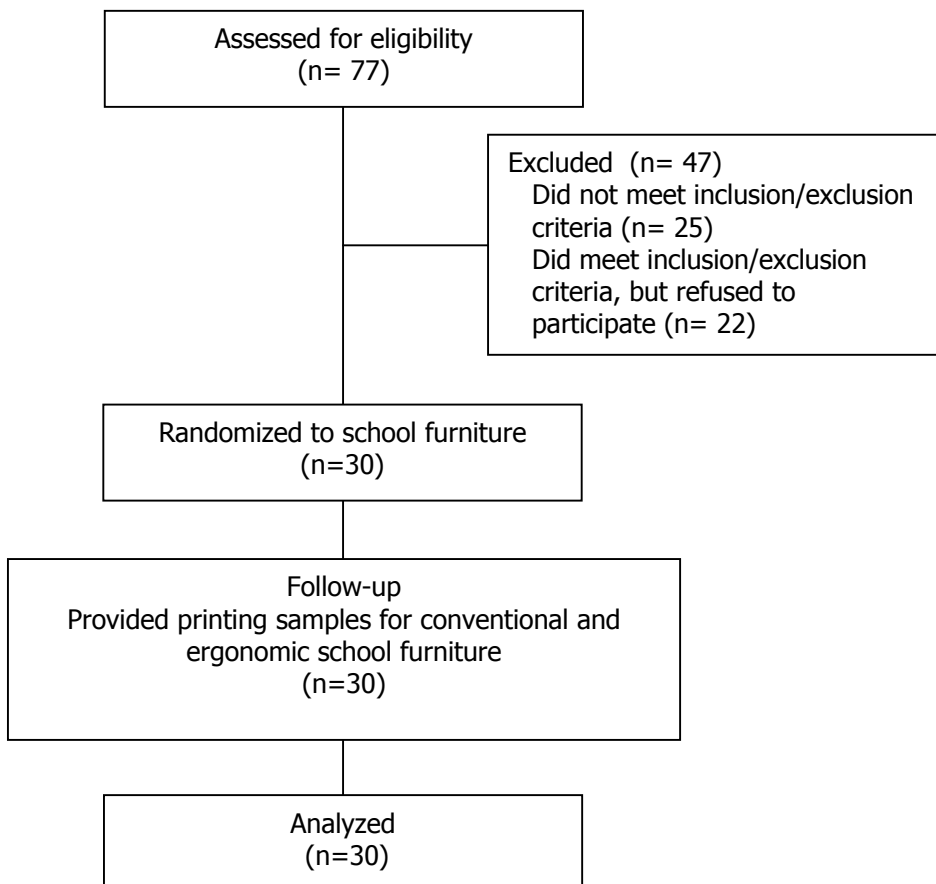 Assessed for eligibility
(n= 77)
Excluded  (n= 47)
Did not meet inclusion/exclusion
criteria (n= 25)
Did meet inclusion/exclusion
criteria, but refused to
participate (n= 22)
Randomized to school furniture
(n=30)
Follow-up
Provided printing samples for conventional and
ergonomic school furniture
(n=30)
Analyzed
(n=30)